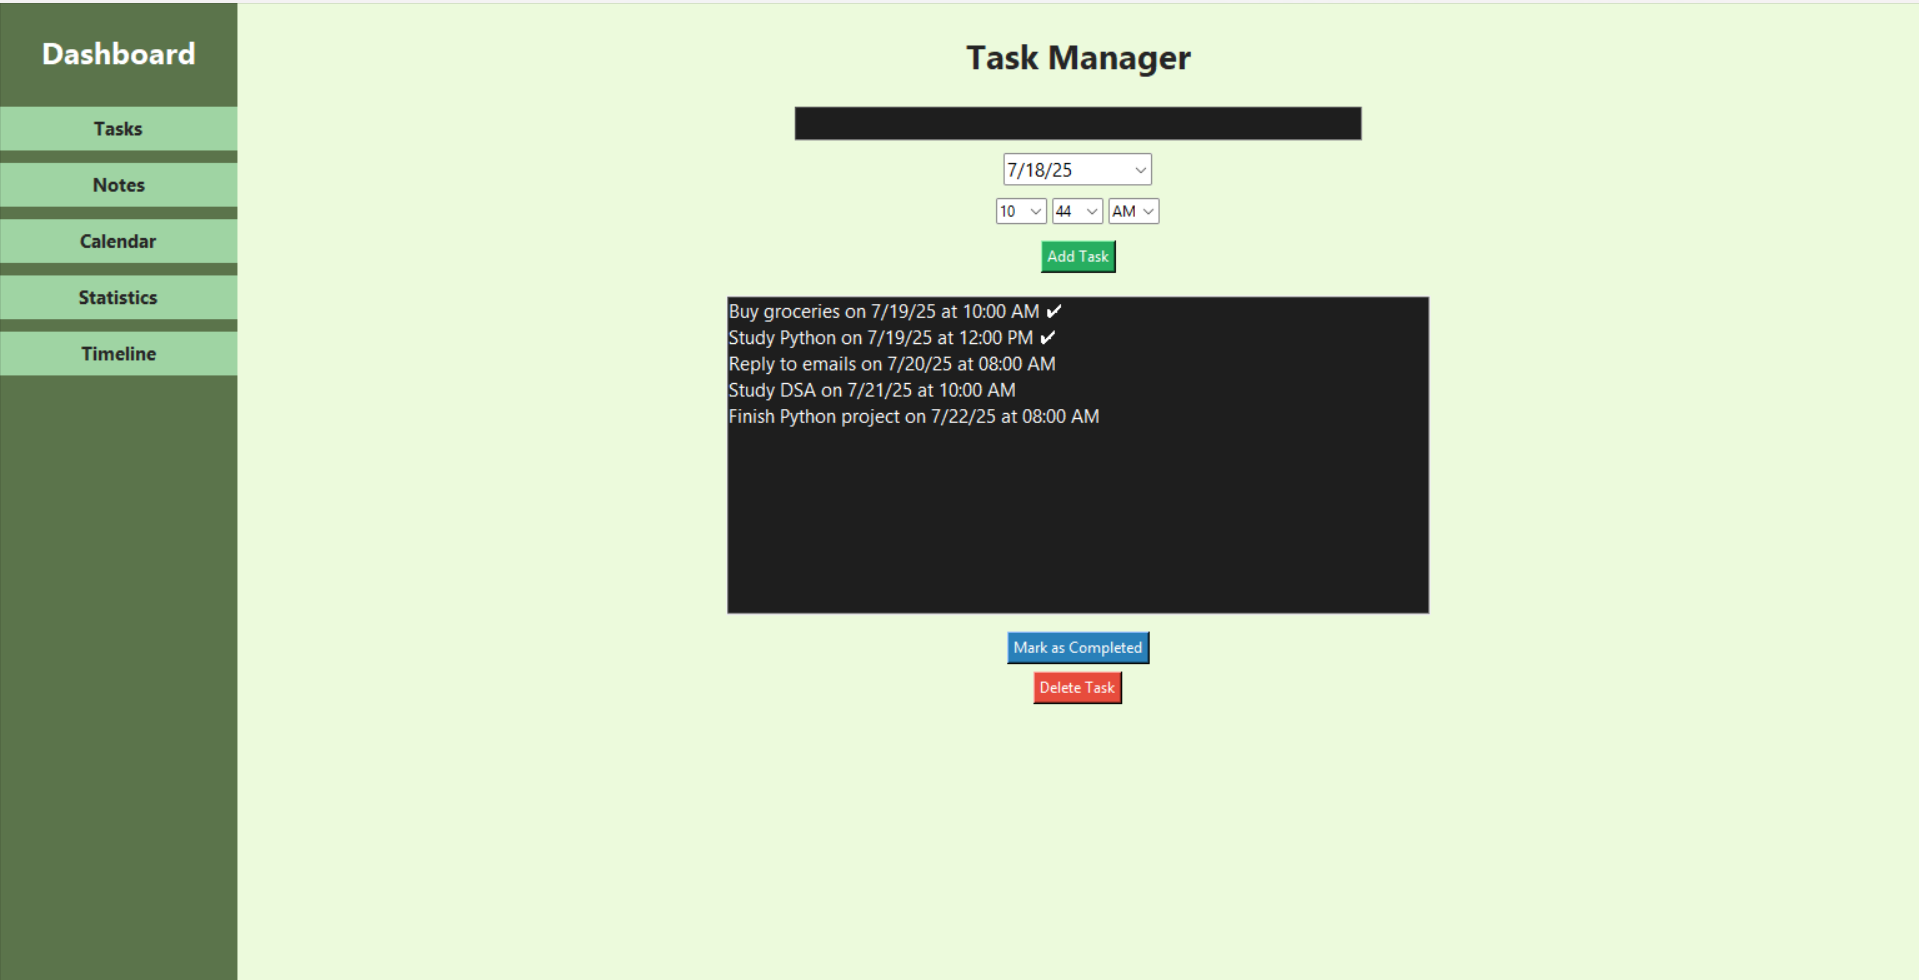 Dashboard
Tasks
Notes
Calendar
Statistics
Timeline
Task Manager
7/18/25
10 44 AM
Add Task
Buy groceries on 7/19/25 at 10:00 AM ✔
Study Python on 7/19/25 at 12:00 PM ✔
Reply to emails on 7/20/25 at 08:00 AM
Study DSA on 7/21/25 at 10:00 AM
Finish Python project on 7/22/25 at 08:00 AM
Mark as Completed
Delete Task